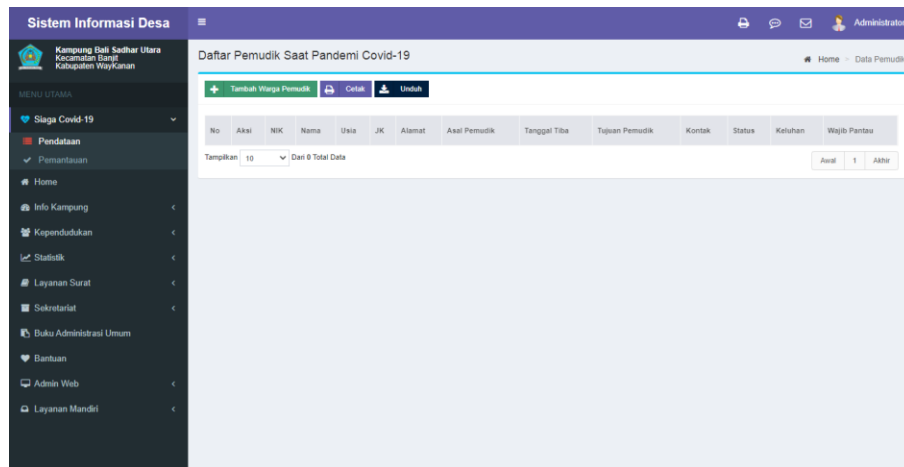 Sistem Informasi Desa
Administrator
Kampung Bali Sadhar Utara
Kecamatan Banjit
Kabupaten WayKanan
Daftar Pemudik Saat Pandemi Covid-19
Home > Data Pemudik
MENU UTAMA
Siaga Covid-19
Pendataan
Pemantauan
Home
Info Kampung
Kependudukan
Statistik
Layanan Surat
Sekretariat
Buku Administrasi Umum
Bantuan
Admin Web
Layanan Mandiri
Tambah Warga Pemudik Cetak Unduh
No Aksi NIK Nama Usia JK Alamat Asal Pemudik Tanggal Tiba Tujuan Pemudik Kontak Status Keluhan Wajib Pantau
Tampilkan 10 Dari 0 Total Data
Awal 1 Akhir